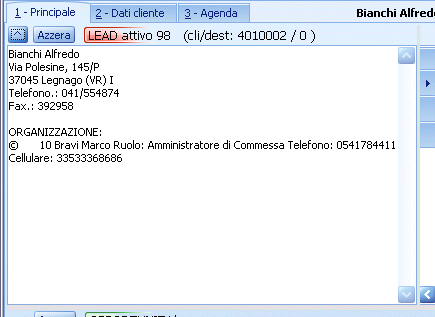 1 - Principale 2 - Dati cliente 3 - Agenda Bianchi Alfredo
Azzera LEAD attivo 98 (cli/dest: 4010002 / 0 )
Bianchi Alfredo
Via Polesine, 145/P
37045 Legnago (VR) I
Telefono.: 041/554874
Fax.: 392958
ORGANIZZAZIONE:
© 10 Bravi Marco Ruolo: Amministratore di Commessa Telefono: 0541784411
Cellulare: 33533368686